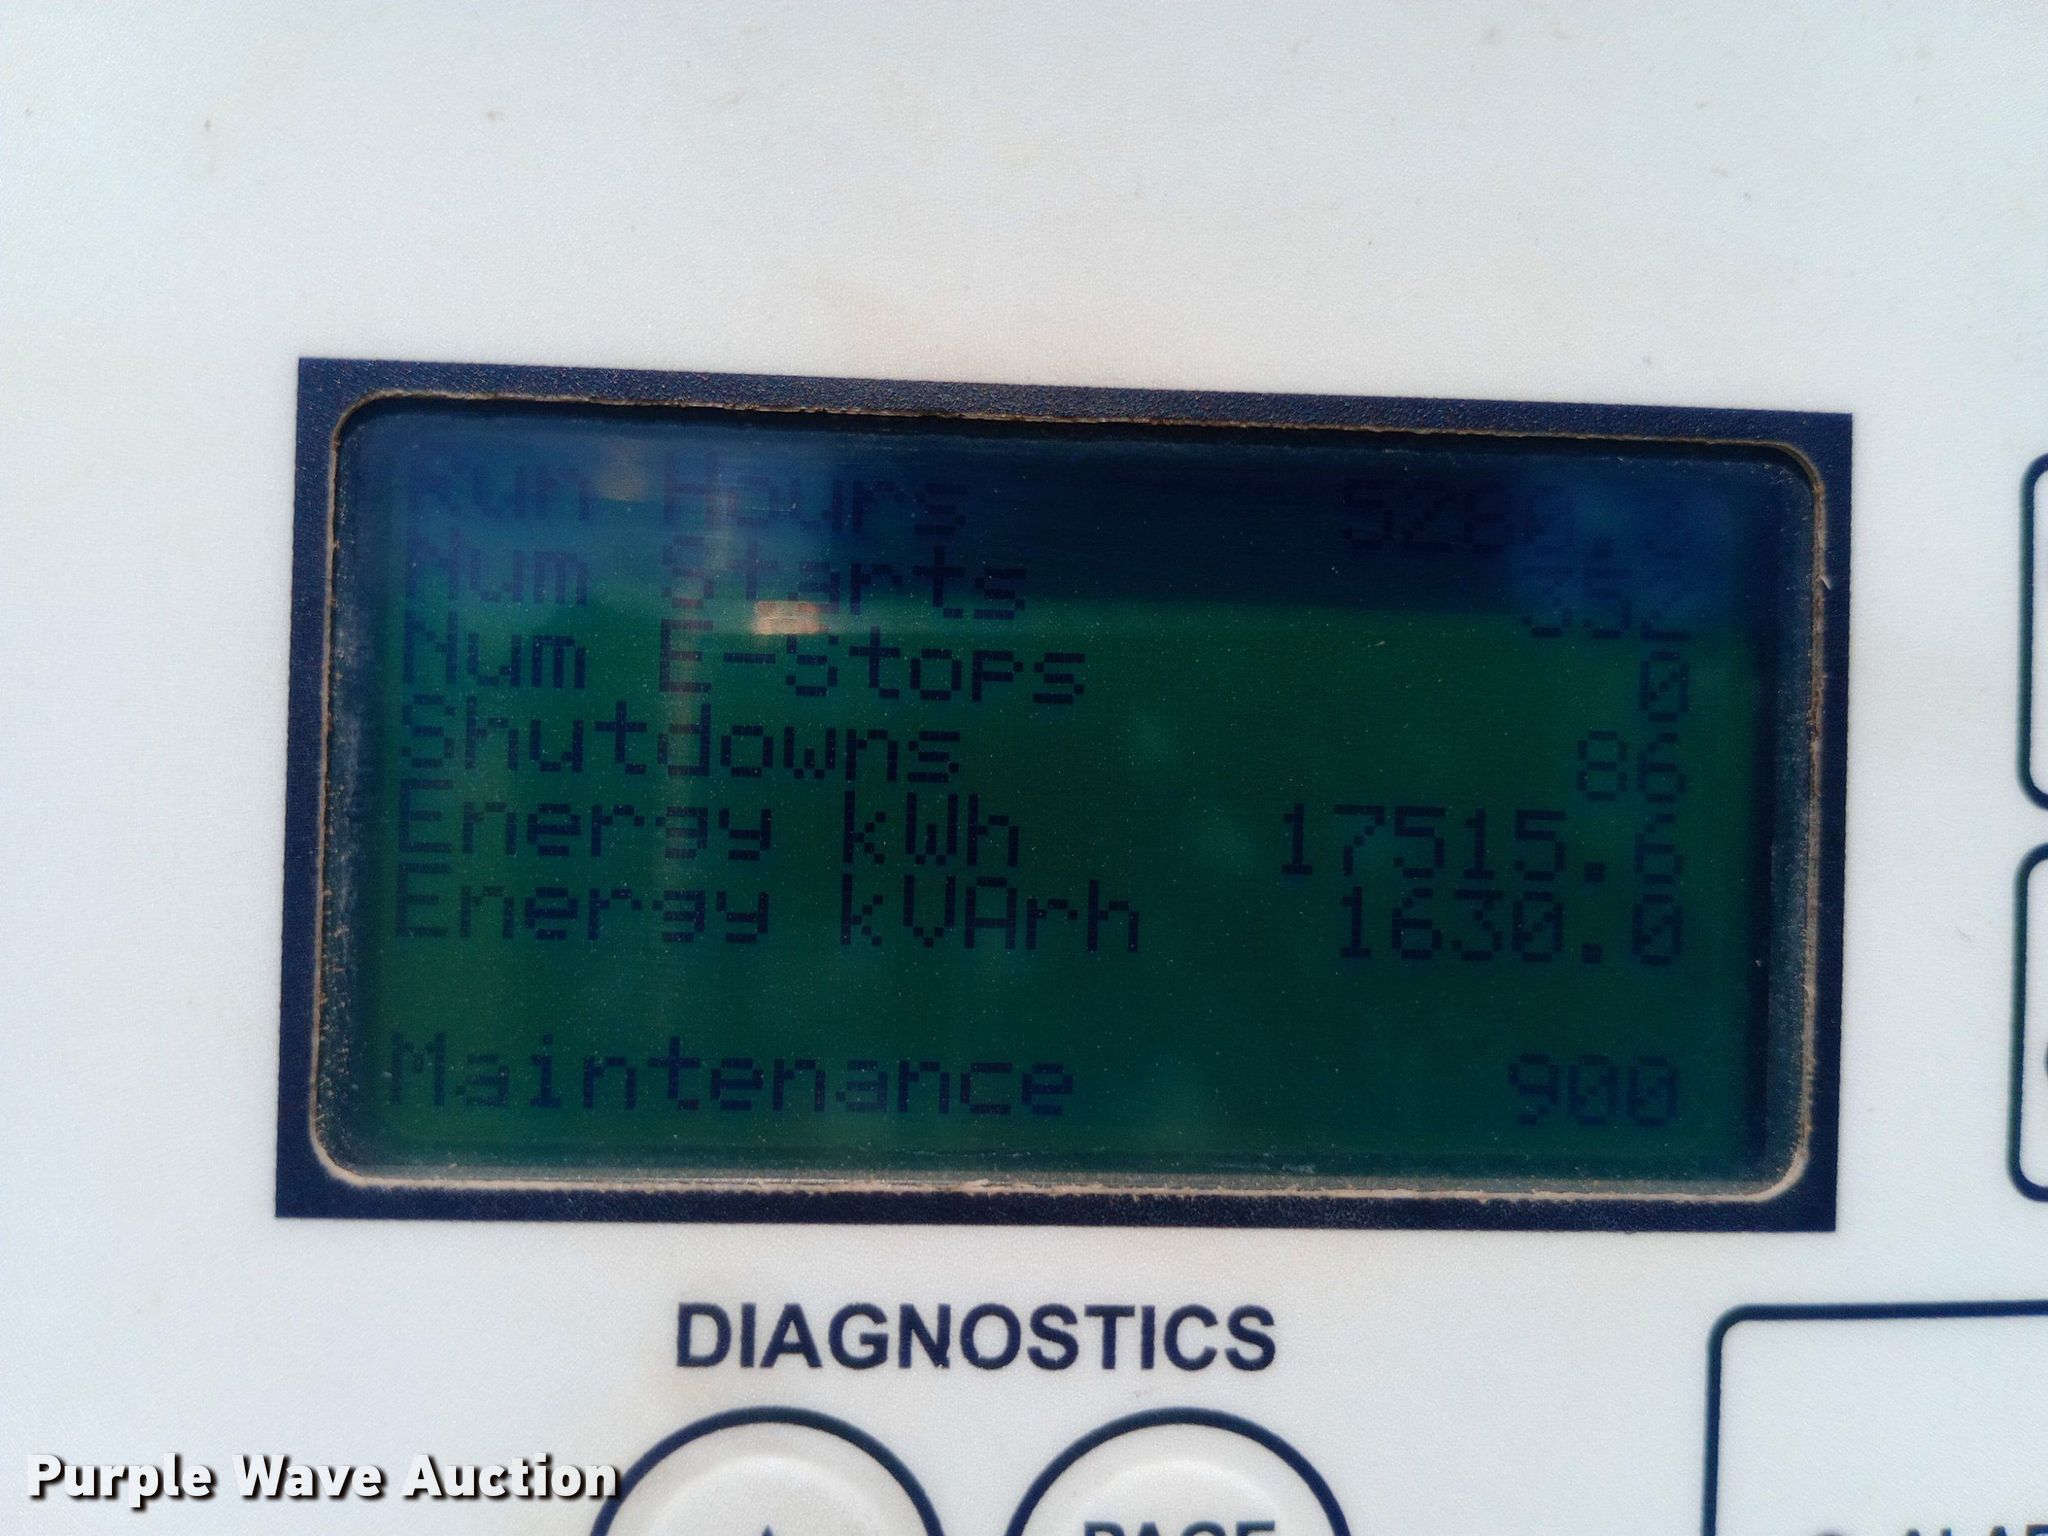 Run Hours
Num Starts
Num E-Stops 0
Shutdowns 86
Energy kWh 17515.6
Energy kVArh 1630.0
Maintenance 900
DIAGNOSTICS
PAGE
Purple Wave Auction